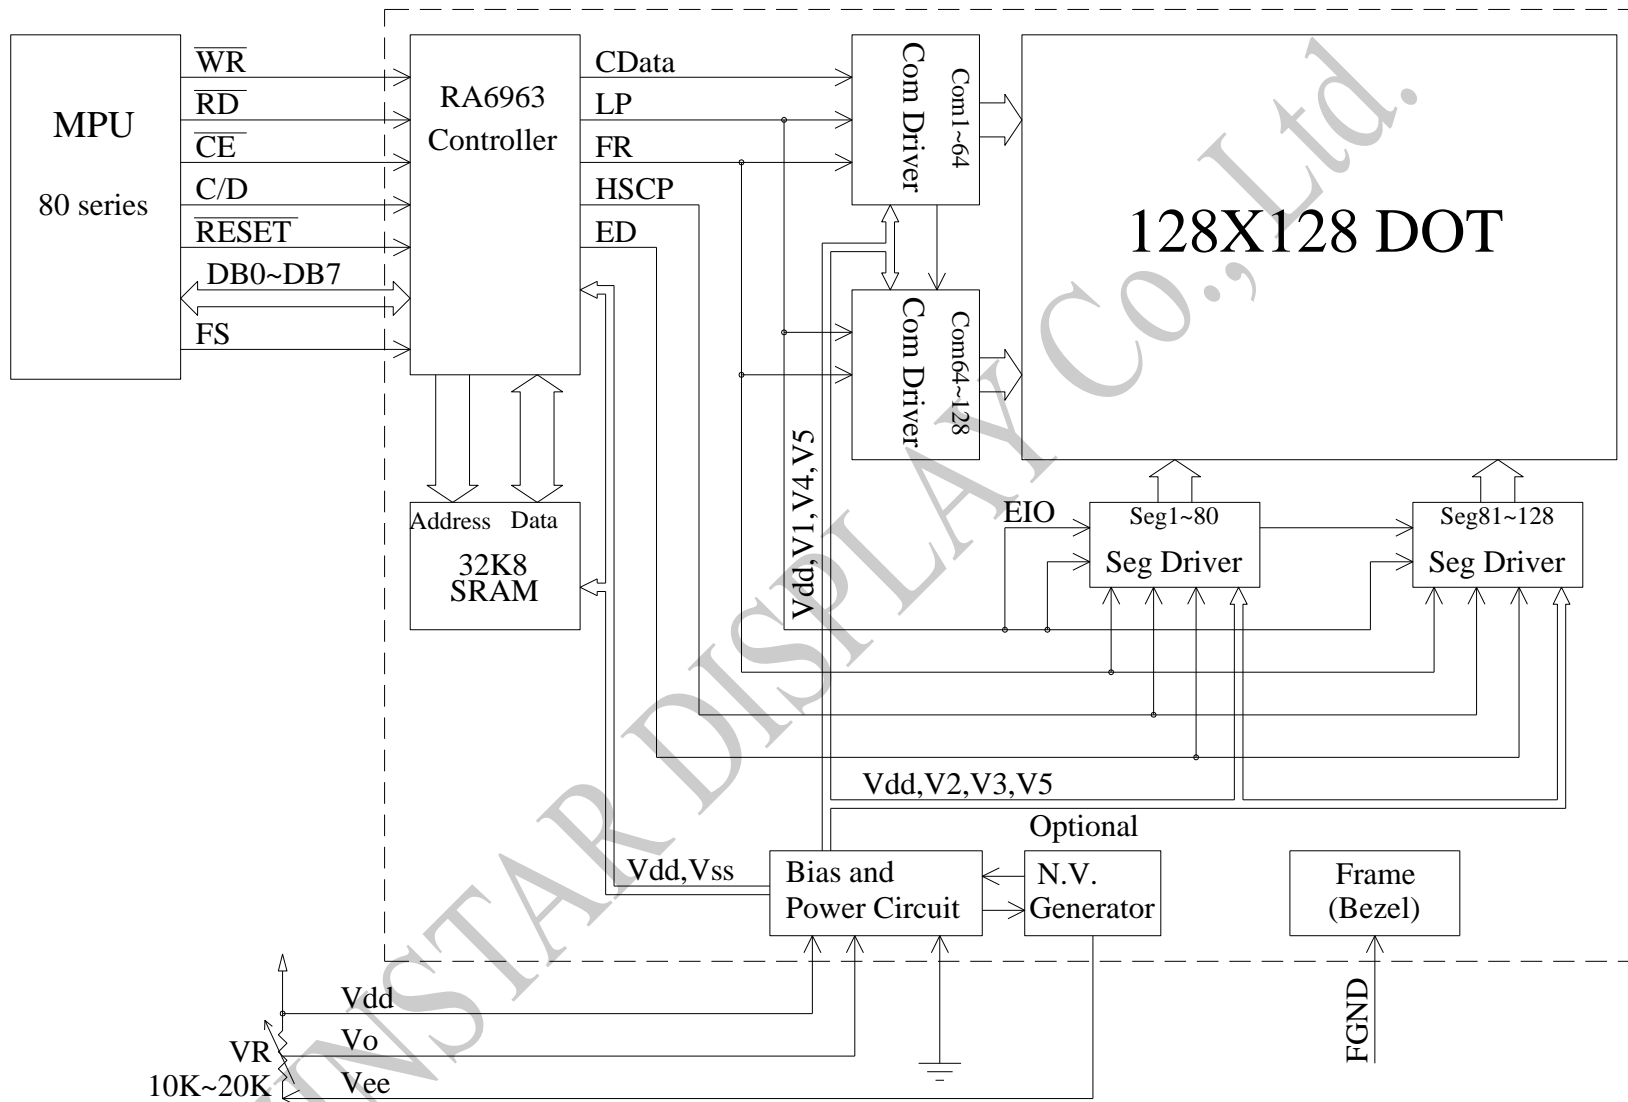 MPU
80 series
WR
RD
CE
C/D
RESET
DB0~DB7
FS
RA6963
Controller
CData
LP
FR
HSCP
ED
Com Driver
Com1~64
Com Driver
Com64~128
128X128 DOT
Address Data
32K8
SRAM
Vdd,V1,V4,V5
EIO
Seg1~80
Seg Driver
Seg81~128
Seg Driver
Vdd,V2,V3,V5
Optional
Vdd,Vss
Bias and
Power Circuit
N.V.
Generator
Frame
(Bezel)
FGND
Vdd
Vo
Vee
VR
10K~20K
INSTAR DISPLAY Co., Ltd.